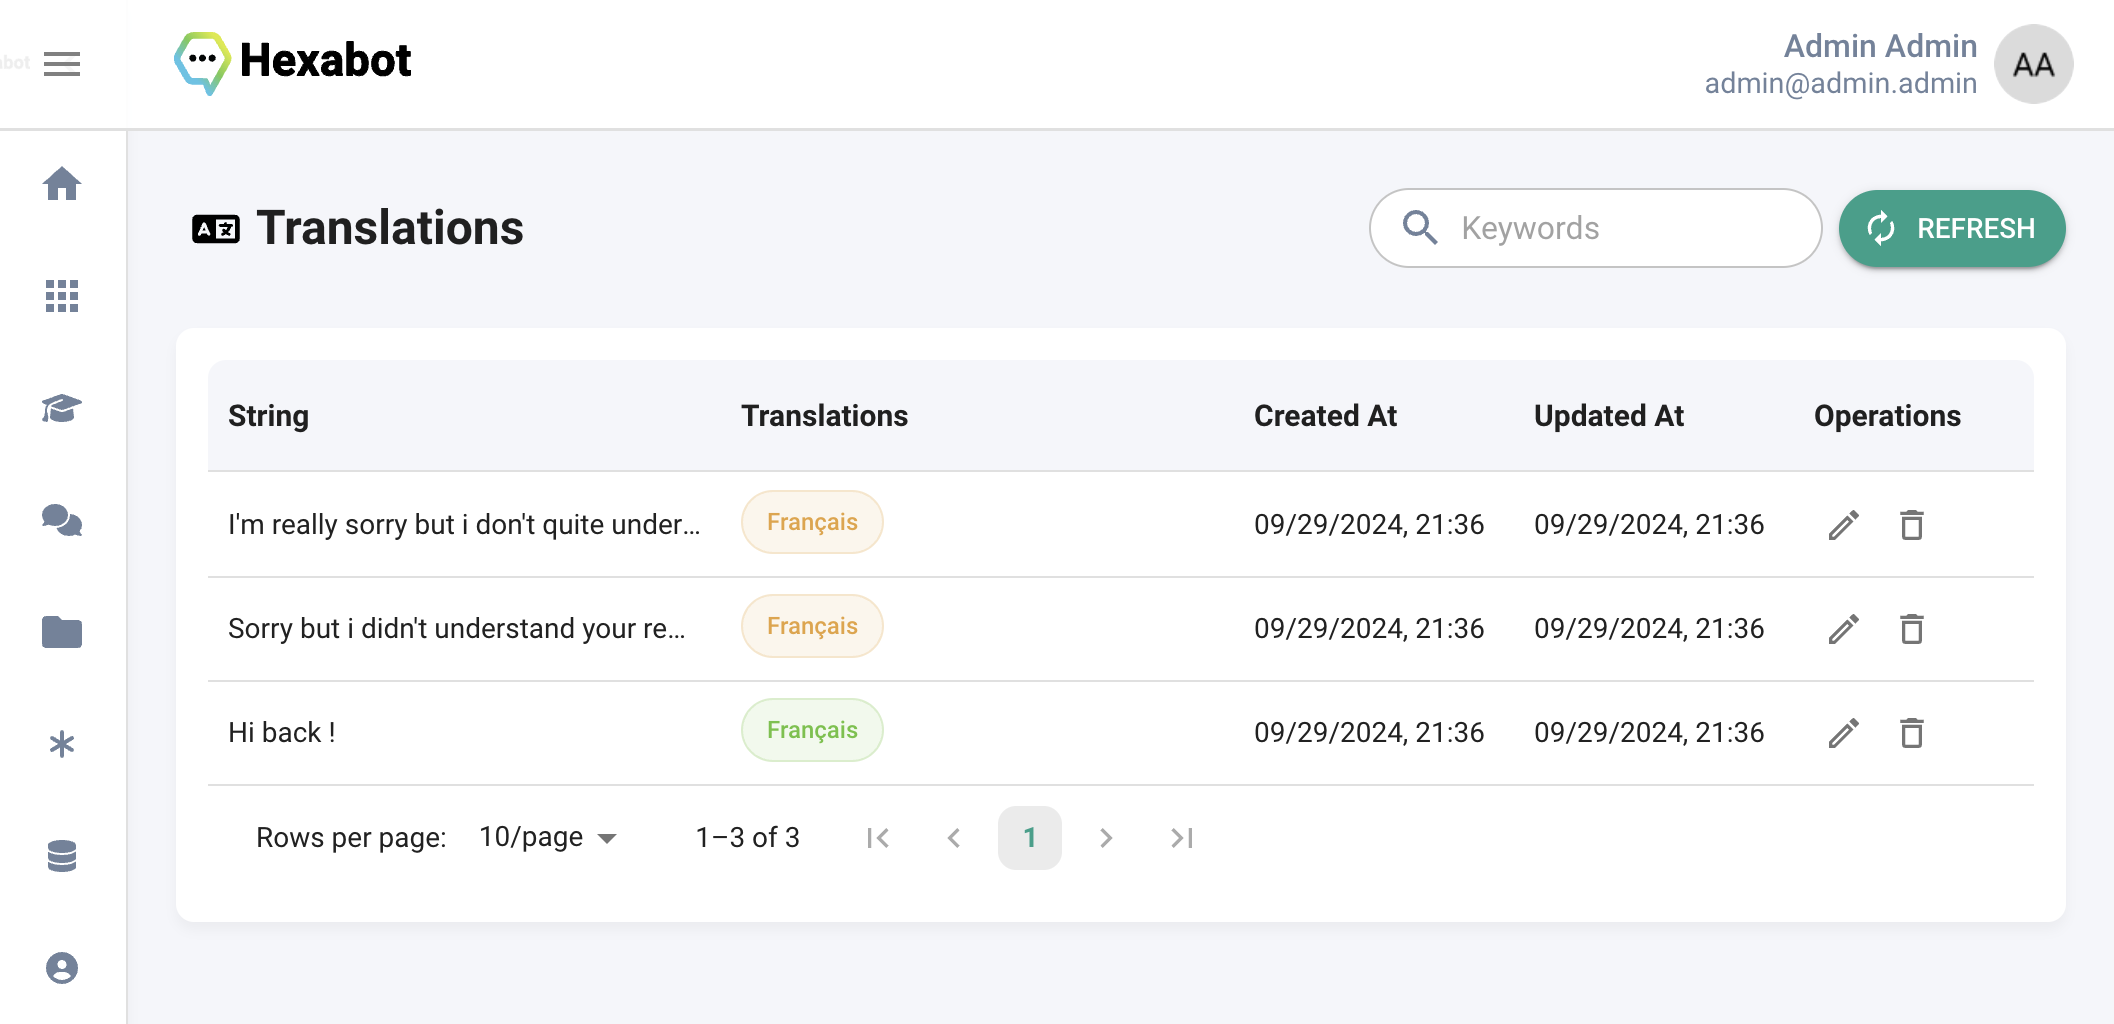 bot
Hexabot
Admin Admin
admin@admin.admin
AA
Translations
Keywords
REFRESH
String Translations Created At Updated At Operations
I'm really sorry but i don't quite under... Français 09/29/2024, 21:36 09/29/2024, 21:36
Sorry but i didn't understand your re... Français 09/29/2024, 21:36 09/29/2024, 21:36
Hi back ! Français 09/29/2024, 21:36 09/29/2024, 21:36
Rows per page: 10/page 1–3 of 3 1